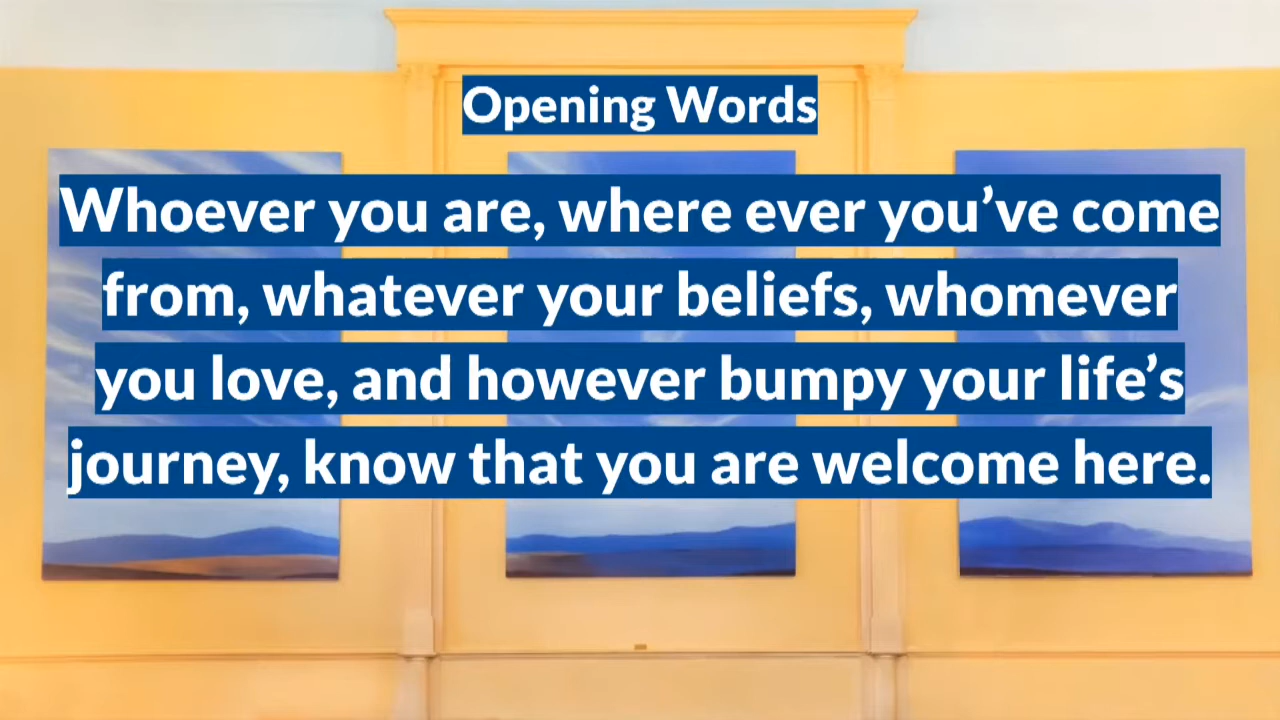 Opening Words
Whoever you are, where ever you’ve come
from, whatever your beliefs, whomever
you love, and however bumpy your life’s
journey, know that you are welcome here.